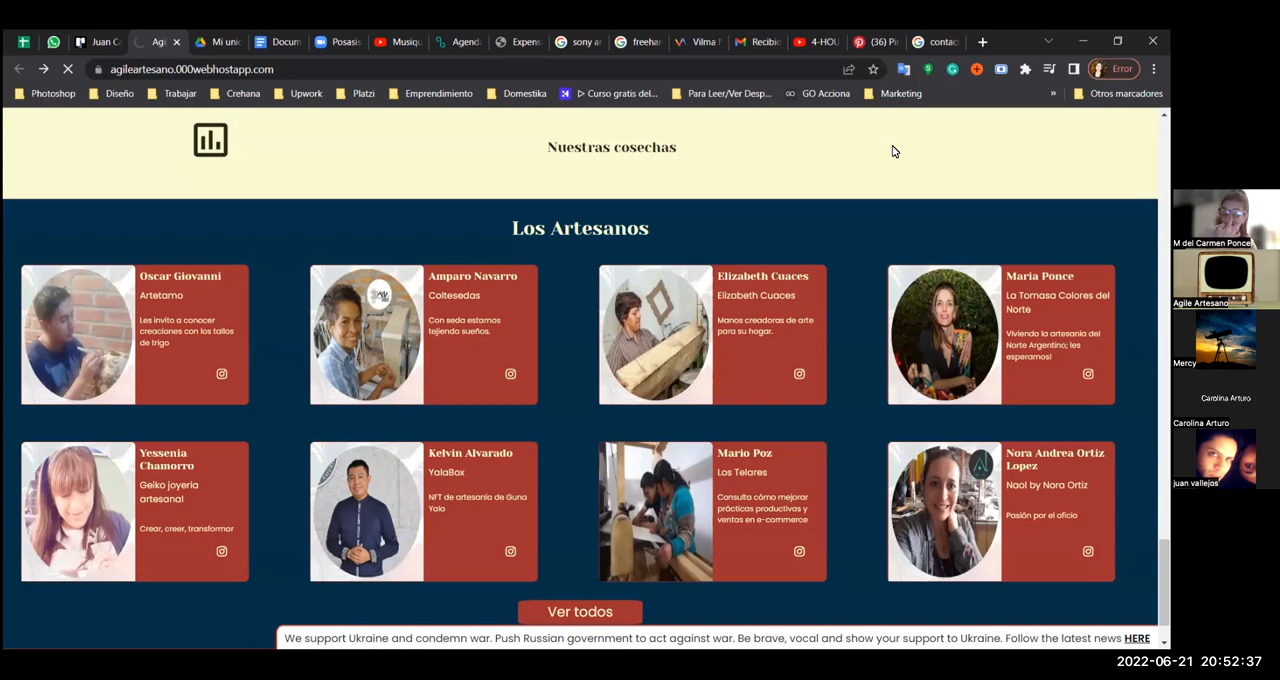 Juan C
Agi
Mi uni
Docum
Posasis
Musiqu
Agend
Expens
sony ar
freehar
Vilma N
Recibid
4-HOU
(36) Pi
contac
agileartesano.000webhostapp.com
Error
Photoshop
Diseño
Trabajar
Crehana
Upwork
Platzi
Emprendimiento
Domestika
▷ Curso gratis del...
Para Leer/Ver Desp...
GO Acciona
Marketing
»
Otros marcadores
Nuestras cosechas
Los Artesanos
Oscar Giovanni
Artetamo
Les invito a conocer
creaciones con los tallos
de trigo
Amparo Navarro
Coltesedas
Con seda estamos
tejiendo sueños.
Elizabeth Cuaces
Elizabeth Cuaces
Manos creadoras de arte
para su hogar.
Maria Ponce
La Tomasa Colores del
Norte
Viviendo la artesanía del
Norte Argentino; les
esperamos!
Yessenia
Chamorro
Geiko joyería
artesanal
Crear, creer, transformar
Kelvin Alvarado
YalaBox
NFT de artesanía de Guna
Yala
Mario Poz
Los Telares
Consulta cómo mejorar
prácticas productivas y
ventas en e-commerce
Nora Andrea Ortiz
Lopez
Naol by Nora Ortiz
Pasión por el oficio
Ver todos
We support Ukraine and condemn war. Push Russian government to act against war. Be brave, vocal and show your support to Ukraine. Follow the latest news HERE
M del Carmen Ponce
Agile Artesano
Mercy
Carolina Arturo
Carolina Arturo
juan vallejos
2022-06-21 20:52:37